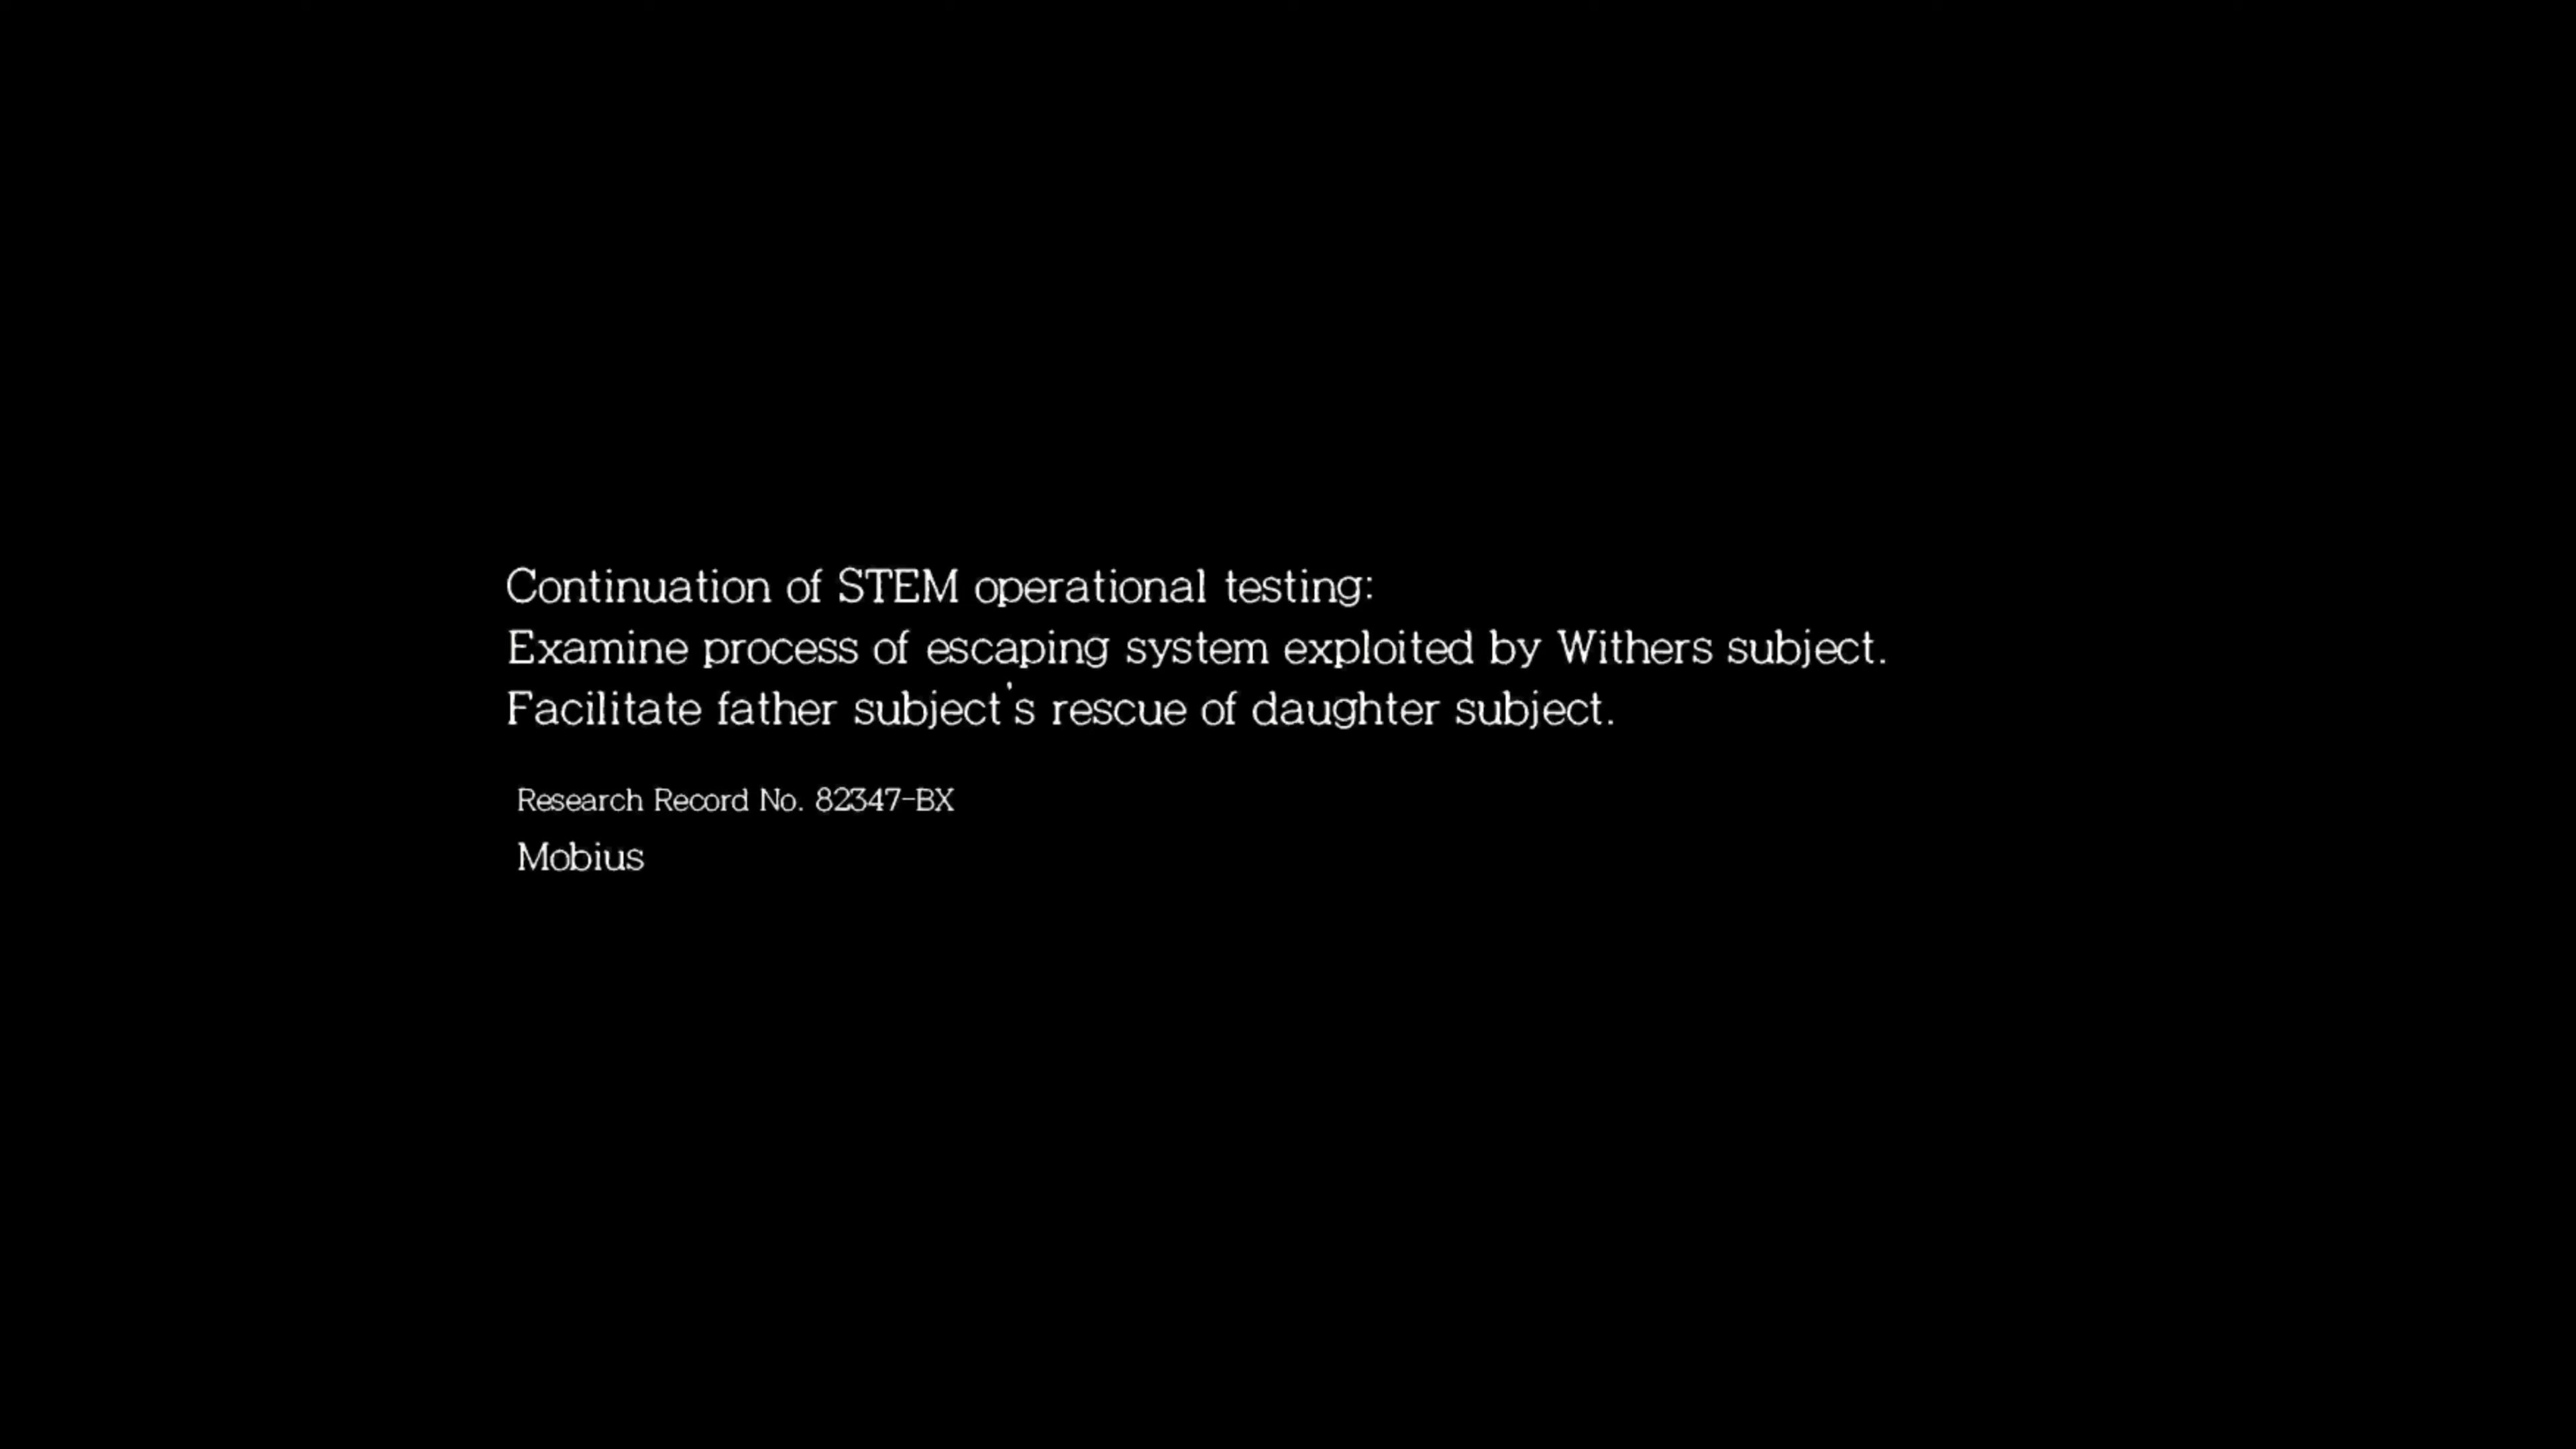 Continuation of STEM operational testing:
Examine process of escaping system exploited by Withers subject.
Facilitate father subject's rescue of daughter subject.
Research Record No. 82347-BX
Mobius